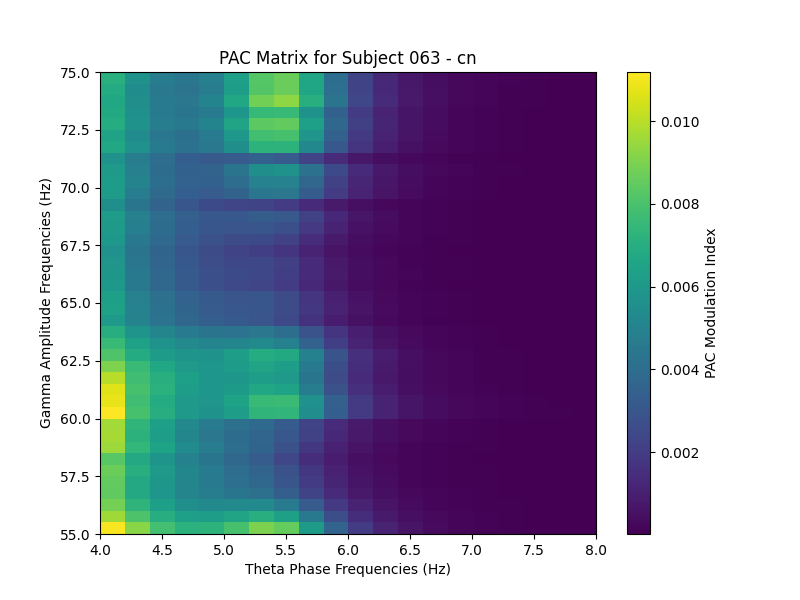 PAC Matrix for Subject 063 - cn
75.0
72.5
70.0
67.5
65.0
62.5
60.0
57.5
55.0
Gamma Amplitude Frequencies (Hz)
4.0 4.5 5.0 5.5 6.0 6.5 7.0 7.5 8.0
Theta Phase Frequencies (Hz)
0.010
0.008
0.006
0.004
0.002
PAC Modulation Index